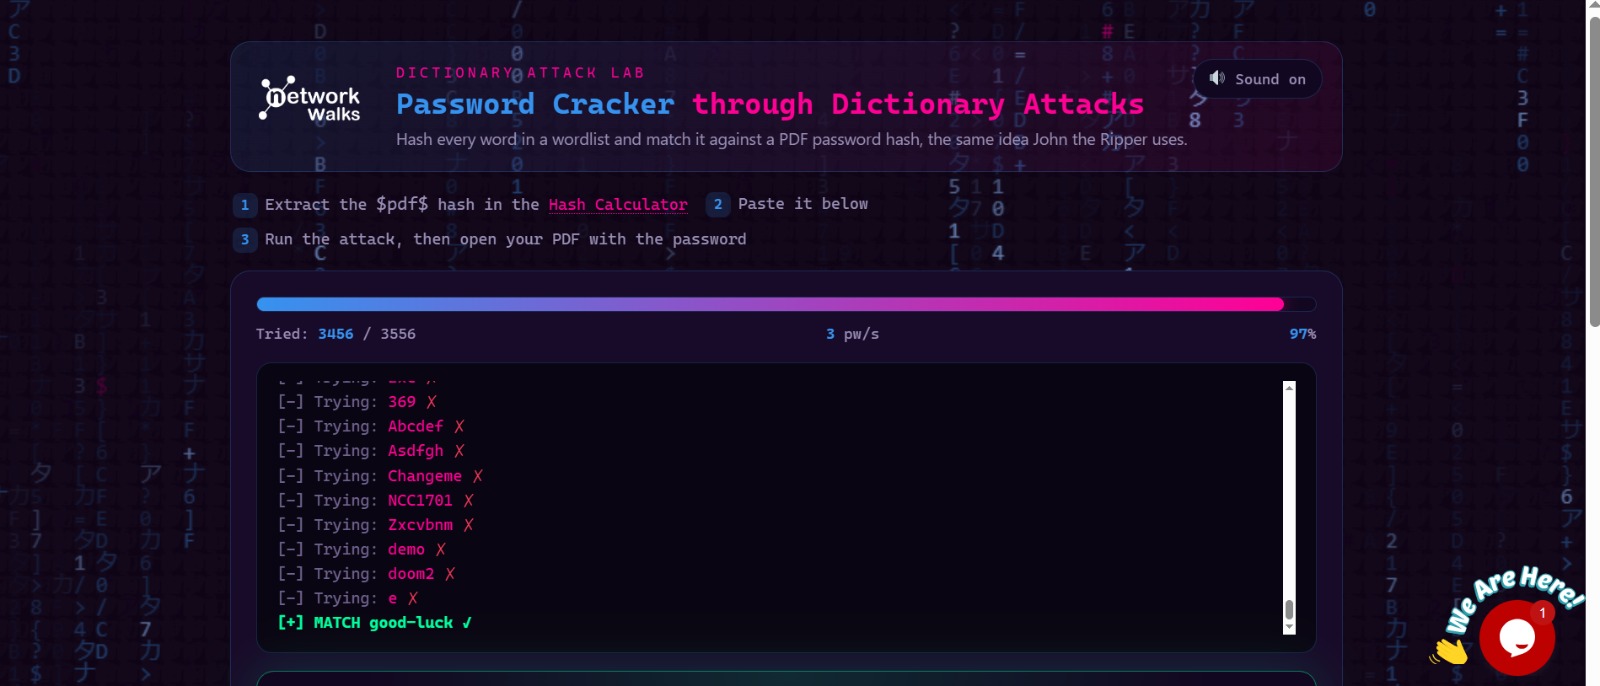 network
walks
DICTIONARY ATTACK LAB
Password Cracker through Dictionary Attacks
Hash every word in a wordlist and match it against a PDF password hash, the same idea John the Ripper uses.
Sound on
1 Extract the $pdf$ hash in the Hash Calculator 2 Paste it below
3 Run the attack, then open your PDF with the password
Tried: 3456 / 3556 3 pw/s 97%
[-] Trying: 369 ✗
[-] Trying: Abcdef ✗
[-] Trying: Asdfgh ✗
[-] Trying: Changeme ✗
[-] Trying: NCC1701 ✗
[-] Trying: Zxcvbnm ✗
[-] Trying: demo ✗
[-] Trying: doom2 ✗
[-] Trying: e ✗
[+] MATCH good-luck ✓
We Are Here!
1